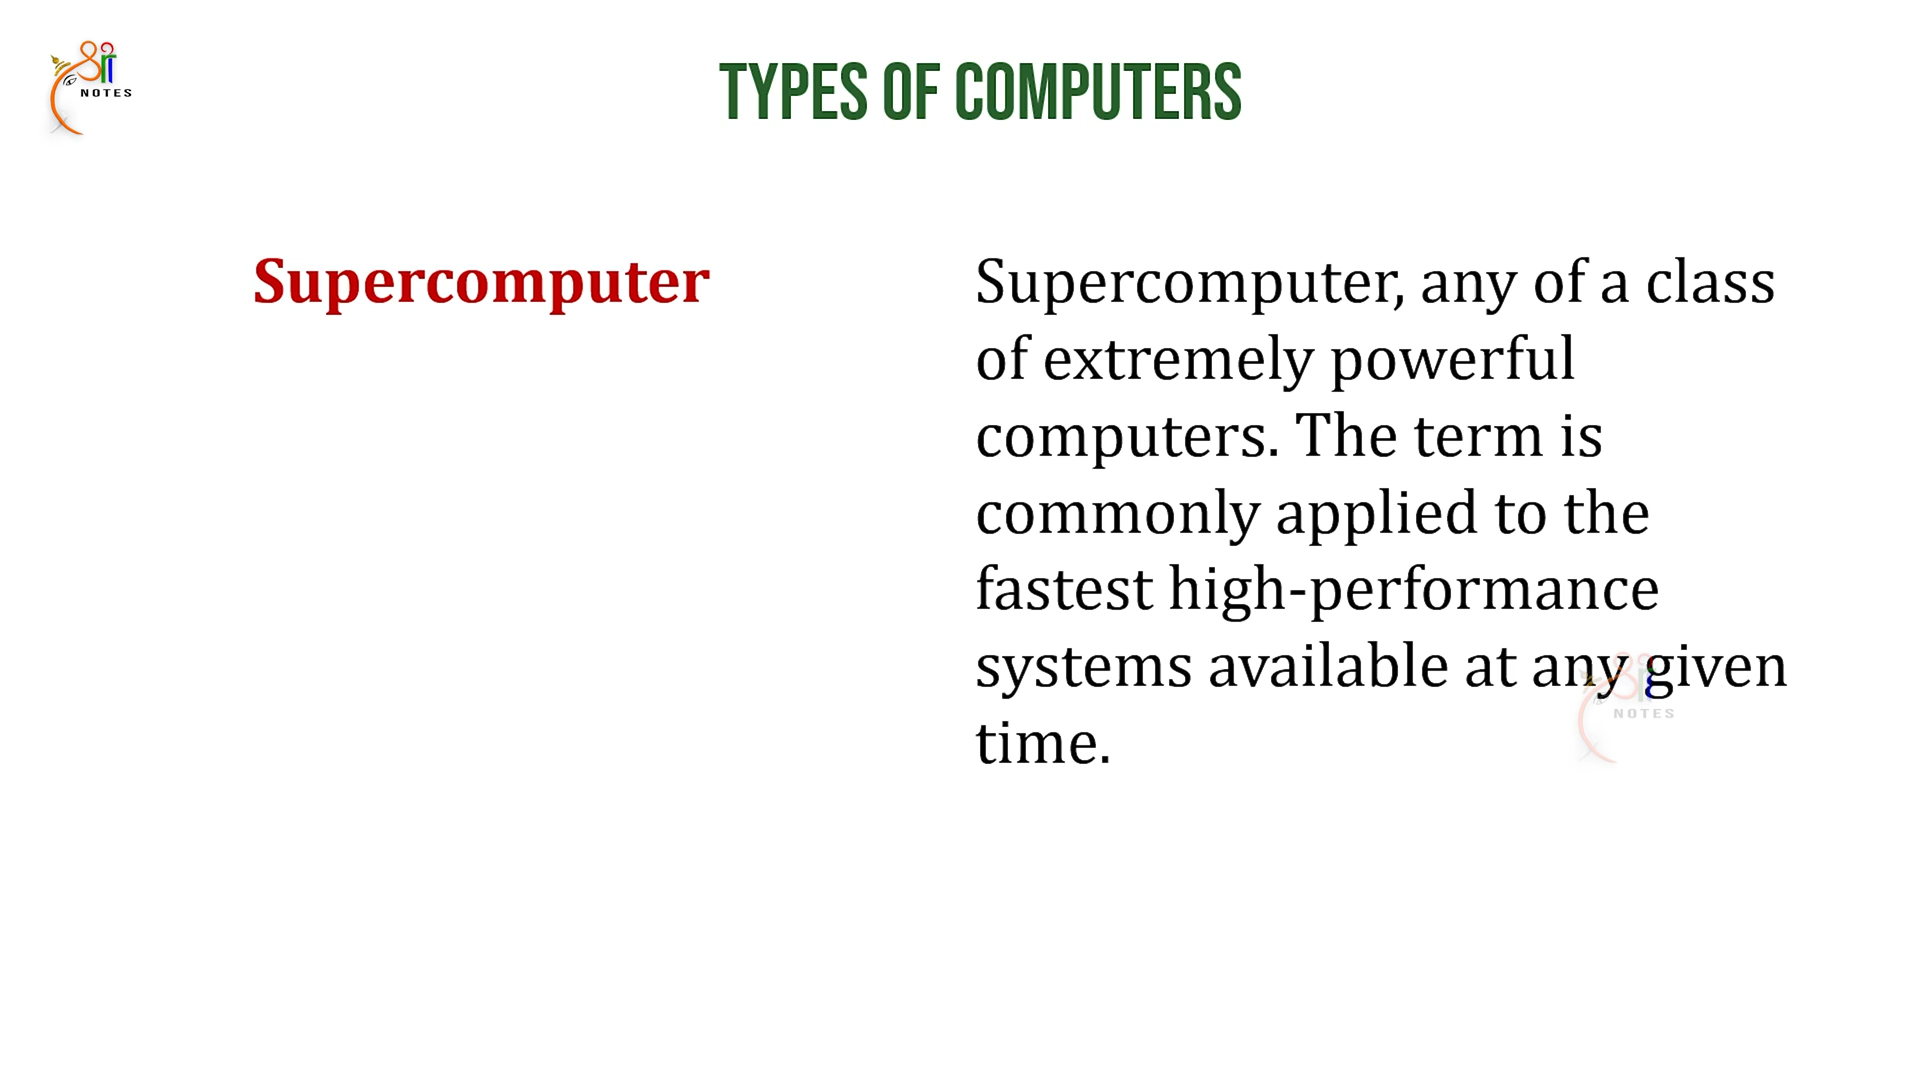 श्री
NOTES
TYPES OF COMPUTERS
Supercomputer
Supercomputer, any of a class
of extremely powerful
computers. The term is
commonly applied to the
fastest high-performance
systems available at any given
time.
श्री
NOTES